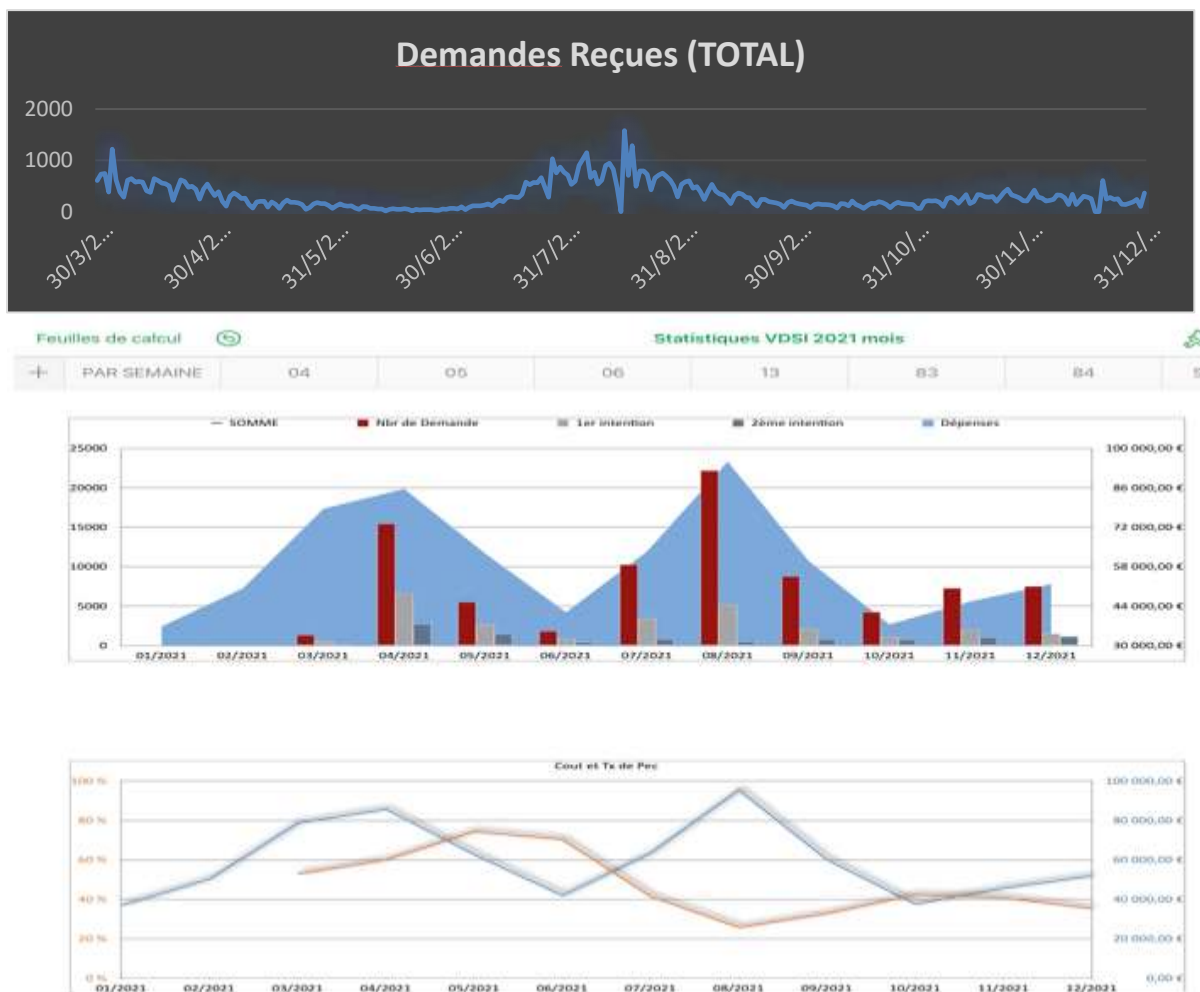 Demandes Reçues (TOTAL)
2000
1000
0
30/3/2...
30/4/2...
31/5/2...
30/6/2...
31/7/2...
31/8/2...
30/9/2...
31/10/...
30/11/...
31/12/...
Feuilles de calcul Statistiques VDSI 2021 mois
+ PAR SEMAINE 04 05 06 13 83 84 S
SOMME Nbr de Demande 1er intention 2ème intention Dépenses
25000 100 000,00 €
20000 86 000,00 €
15000 72 000,00 €
10000 58 000,00 €
5000 44 000,00 €
0 30 000,00 €
01/2021 02/2021 03/2021 04/2021 05/2021 06/2021 07/2021 08/2021 09/2021 10/2021 11/2021 12/2021
Cout et Tx de Pec
100 % 100 000,00 €
80 % 80 000,00 €
60 % 60 000,00 €
40 % 40 000,00 €
20 % 20 000,00 €
0 % 0,00 €
01/2021 02/2021 03/2021 04/2021 05/2021 06/2021 07/2021 08/2021 09/2021 10/2021 11/2021 12/2021